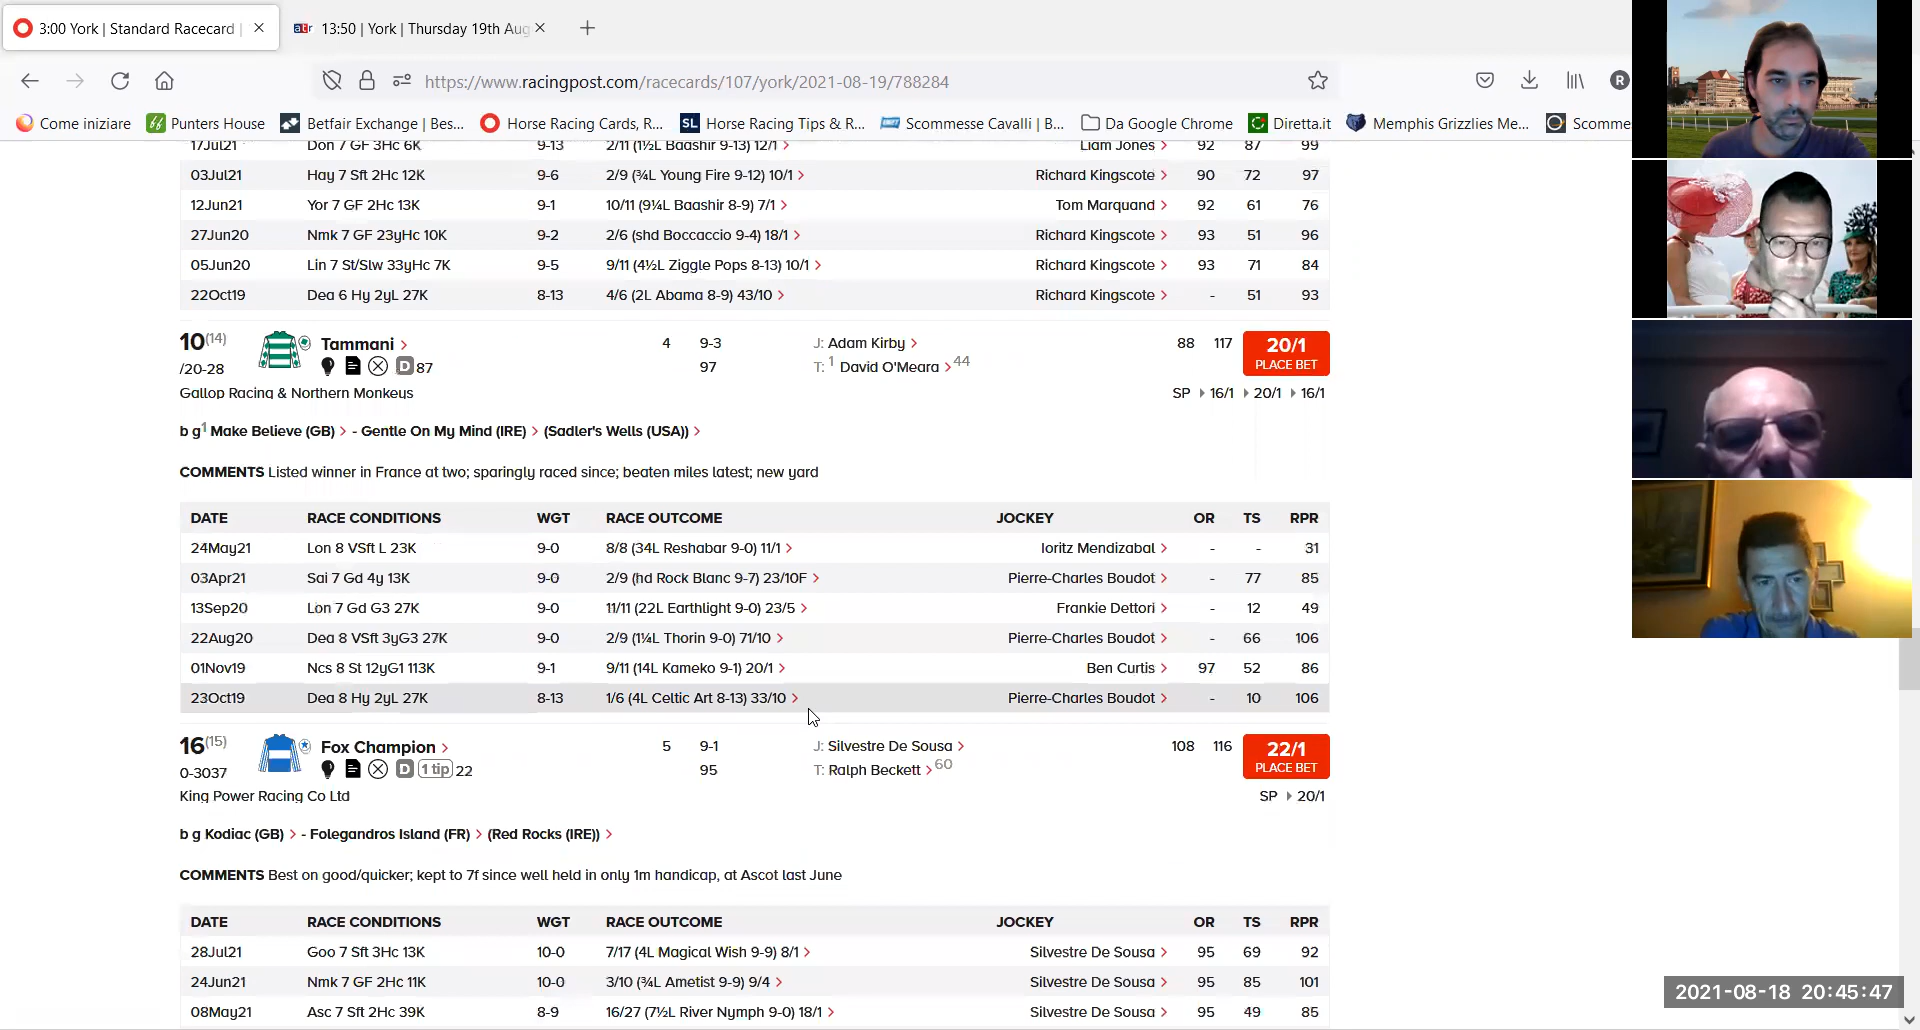 3:00 York | Standard Racecard |
atr 13:50 | York | Thursday 19th Aug
https://www.racingpost.com/racecards/107/york/2021-08-19/788284
R
Come iniziare Punters House Betfair Exchange | Bes... Horse Racing Cards, R... SL Horse Racing Tips & R... Scommesse Cavalli | B... Da Google Chrome Diretta.it Memphis Grizzlies Me... Scomme
17Jul21 Don 7 GF 3Hc 6K 9-13 2/11 (1½L Baashir 9-13) 12/1 Liam Jones 92 87 99
03Jul21 Hay 7 Sft 2Hc 12K 9-6 2/9 (¾L Young Fire 9-12) 10/1 Richard Kingscote 90 72 97
12Jun21 Yor 7 GF 2Hc 13K 9-1 10/11 (9¼L Baashir 8-9) 7/1 Tom Marquand 92 61 76
27Jun20 Nmk 7 GF 23yHc 10K 9-2 2/6 (shd Boccaccio 9-4) 18/1 Richard Kingscote 93 51 96
05Jun20 Lin 7 St/Slw 33yHc 7K 9-5 9/11 (4½L Ziggle Pops 8-13) 10/1 Richard Kingscote 93 71 84
22Oct19 Dea 6 Hy 2yL 27K 8-13 4/6 (2L Abama 8-9) 43/10 Richard Kingscote - 51 93
10(14) Tammani 4 9-3 J: Adam Kirby 88 117 20/1
/20-28 D 87 97 T: 1 David O'Meara 44 PLACE BET
Gallop Racing & Northern Monkeys SP 16/1 20/1 16/1
b g1 Make Believe (GB) - Gentle On My Mind (IRE) (Sadler's Wells (USA))
COMMENTS Listed winner in France at two; sparingly raced since; beaten miles latest; new yard
DATE RACE CONDITIONS WGT RACE OUTCOME JOCKEY OR TS RPR
24May21 Lon 8 VSft L 23K 9-0 8/8 (34L Reshabar 9-0) 11/1 Ioritz Mendizabal - - 31
03Apr21 Sai 7 Gd 4y 13K 9-0 2/9 (hd Rock Blanc 9-7) 23/10F Pierre-Charles Boudot - 77 85
13Sep20 Lon 7 Gd G3 27K 9-0 11/11 (22L Earthlight 9-0) 23/5 Frankie Dettori - 12 49
22Aug20 Dea 8 VSft 3yG3 27K 9-0 2/9 (1¼L Thorin 9-0) 71/10 Pierre-Charles Boudot - 66 106
01Nov19 Ncs 8 St 12yG1 113K 9-1 9/11 (14L Kameko 9-1) 20/1 Ben Curtis 97 52 86
23Oct19 Dea 8 Hy 2yL 27K 8-13 1/6 (4L Celtic Art 8-13) 33/10 Pierre-Charles Boudot - 10 106
16(15) Fox Champion 5 9-1 J: Silvestre De Sousa 108 116 22/1
0-3037 D 1 tip 22 95 T: Ralph Beckett 60 PLACE BET
King Power Racing Co Ltd SP 20/1
b g Kodiac (GB) - Folegandros Island (FR) (Red Rocks (IRE))
COMMENTS Best on good/quicker; kept to 7f since well held in only 1m handicap, at Ascot last June
DATE RACE CONDITIONS WGT RACE OUTCOME JOCKEY OR TS RPR
28Jul21 Goo 7 Sft 3Hc 13K 10-0 7/17 (4L Magical Wish 9-9) 8/1 Silvestre De Sousa 95 69 92
24Jun21 Nmk 7 GF 2Hc 11K 10-0 3/10 (¾L Ametist 9-9) 9/4 Silvestre De Sousa 95 85 101
08May21 Asc 7 Sft 2Hc 39K 8-9 16/27 (7½L River Nymph 9-0) 18/1 Silvestre De Sousa 95 49 85
2021-08-18 20:45:47